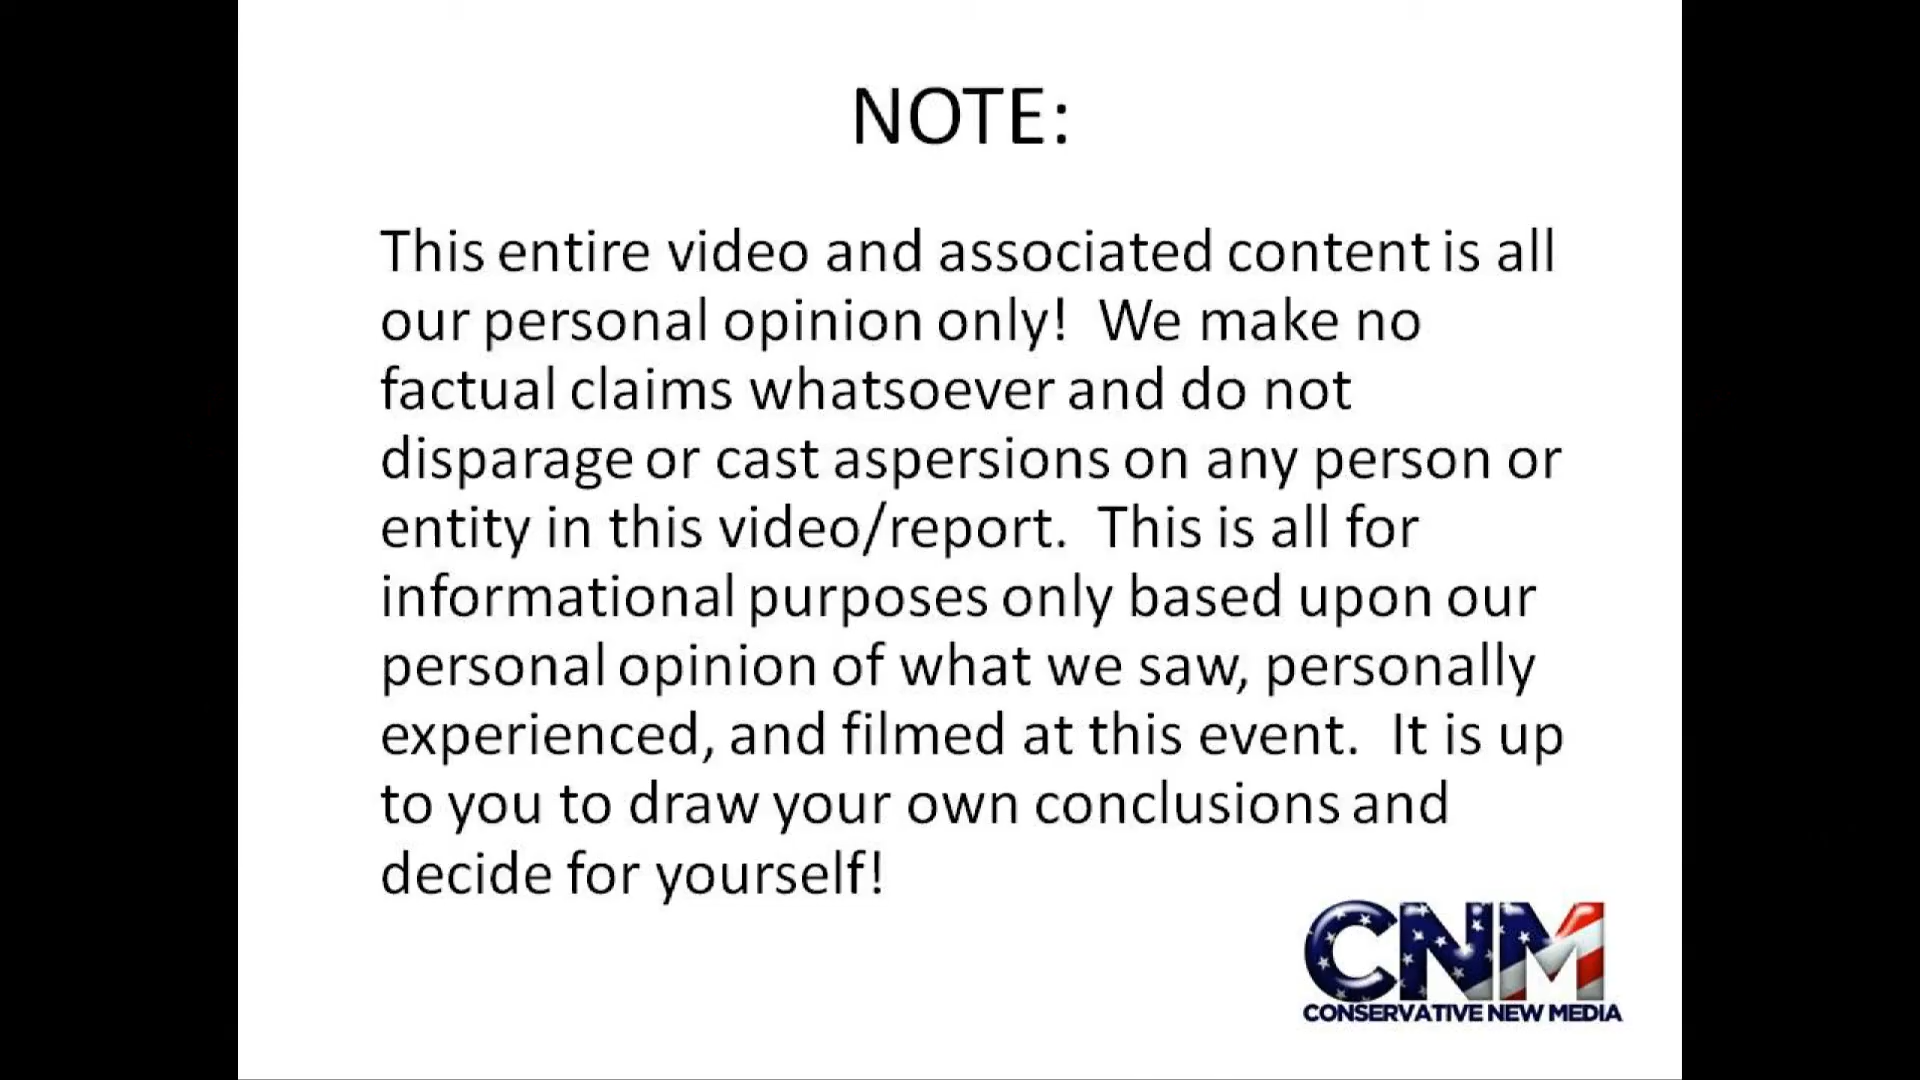 NOTE:
This entire video and associated content is all
our personal opinion only!  We make no
factual claims whatsoever and do not
disparage or cast aspersions on any person or
entity in this video/report.  This is all for
informational purposes only based upon our
personal opinion of what we saw, personally
experienced, and filmed at this event.  It is up
to you to draw your own conclusions and
decide for yourself!
CNM
CONSERVATIVE NEW MEDIA